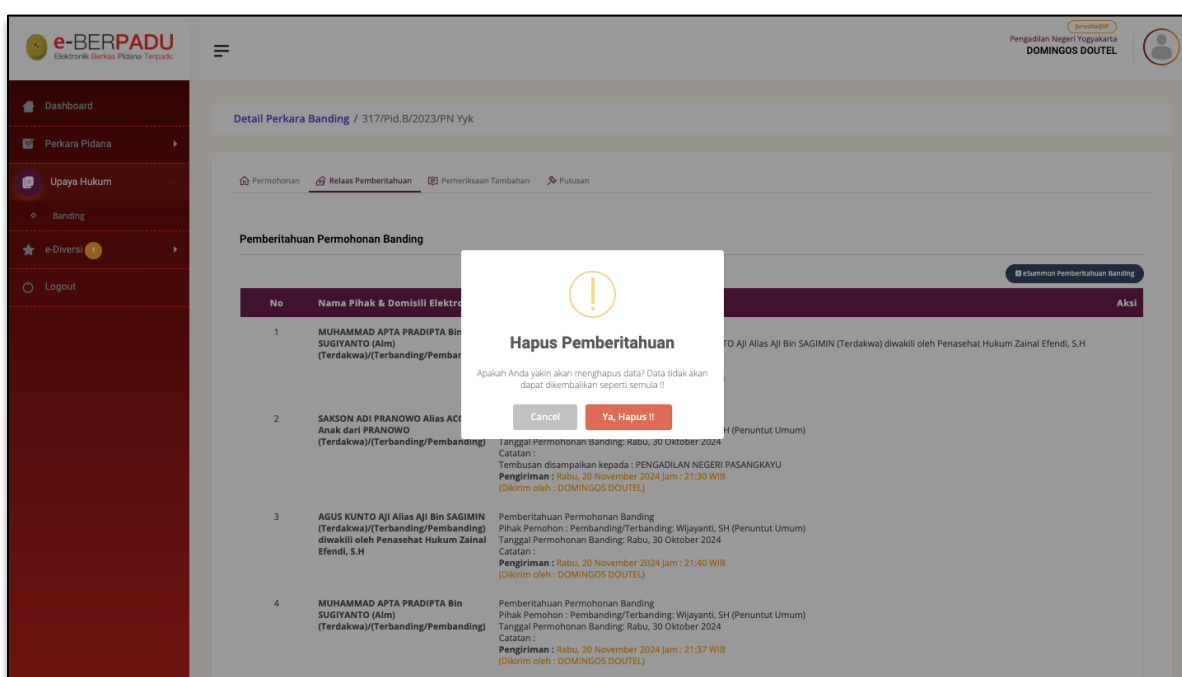 e-BERPADU
Elektronik Berkas Pidana Terpadu
Jurusita/JSP
Pengadilan Negeri Yogyakarta
DOMINGOS DOUTEL
Dashboard
Perkara Pidana
Upaya Hukum
Banding
e-Diversi 1
Logout
Detail Perkara Banding / 317/Pid.B/2023/PN Yyk
Permohonan Relaas Pemberitahuan Pemeriksaan Tambahan Putusan
Pemberitahuan Permohonan Banding
eSummon Pemberitahuan Banding
No Nama Pihak & Domisili Aksi
Hapus Pemberitahuan
Apakah Anda yakin akan menghapus data? Data tidak akan
dapat dikembalikan seperti semula !!
Cancel Ya, Hapus !!
1 MUHAMMAD APTA PRADIPTA Bin
SUGIYANTO (Alm)
AJI Alias AJI Bin SAGIMIN (Terdakwa) diwakili oleh Penasehat Hukum Zainal Efendi, S.H
2 SAKSON ADI PRANOWO Alias
Anak dari PRANOWO
(Terdakwa)/(Terbanding/Pembanding)
(Penuntut Umum)
Tanggal Permohonan Banding: Rabu, 30 Oktober 2024
Catatan :
Tembusan disampaikan kepada : PENGADILAN NEGERI PASANGKAYU
Pengiriman : Rabu, 20 November 2024 Jam : 21:30 WIB
(Dikirim oleh : DOMINGOS DOUTEL)
3 AGUS KUNTO AJI Alias AJI Bin SAGIMIN
(Terdakwa)/(Terbanding/Pembanding)
diwakili oleh Penasehat Hukum Zainal
Efendi, S.H
Pemberitahuan Permohonan Banding
Pihak Pemohon : Pembanding/Terbanding: Wijayanti, SH (Penuntut Umum)
Tanggal Permohonan Banding: Rabu, 30 Oktober 2024
Catatan :
Pengiriman : Rabu, 20 November 2024 Jam : 21:40 WIB
(Dikirim oleh : DOMINGOS DOUTEL)
4 MUHAMMAD APTA PRADIPTA Bin
SUGIYANTO (Alm)
(Terdakwa)/(Terbanding/Pembanding)
Pemberitahuan Permohonan Banding
Pihak Pemohon : Pembanding/Terbanding: Wijayanti, SH (Penuntut Umum)
Tanggal Permohonan Banding: Rabu, 30 Oktober 2024
Catatan :
Pengiriman : Rabu, 20 November 2024 Jam : 21:37 WIB
(Dikirim oleh : DOMINGOS DOUTEL)